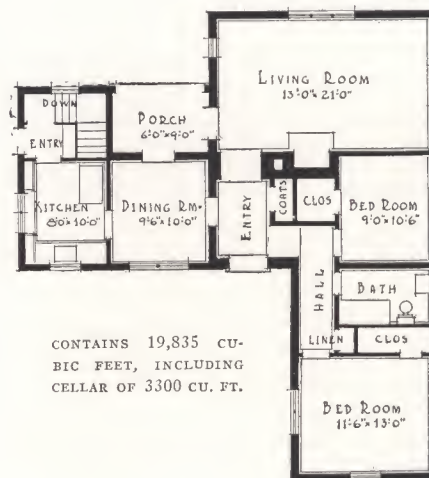 LIVING ROOM
13'0" x 21'0"
DOWN
PORCH
6'0" x 9'0"
ENTRY
KITCHEN
8'0" x 10'0"
DINING RM.
9'6" x 10'0"
ENTRY
COATS
CLOS
BED ROOM
9'0" x 10'6"
HALL
BATH
LINEN
CLOS
BED ROOM
11'6" x 13'0"
CONTAINS 19,835 CU-
BIC FEET, INCLUDING
CELLAR OF 3300 CU. FT.